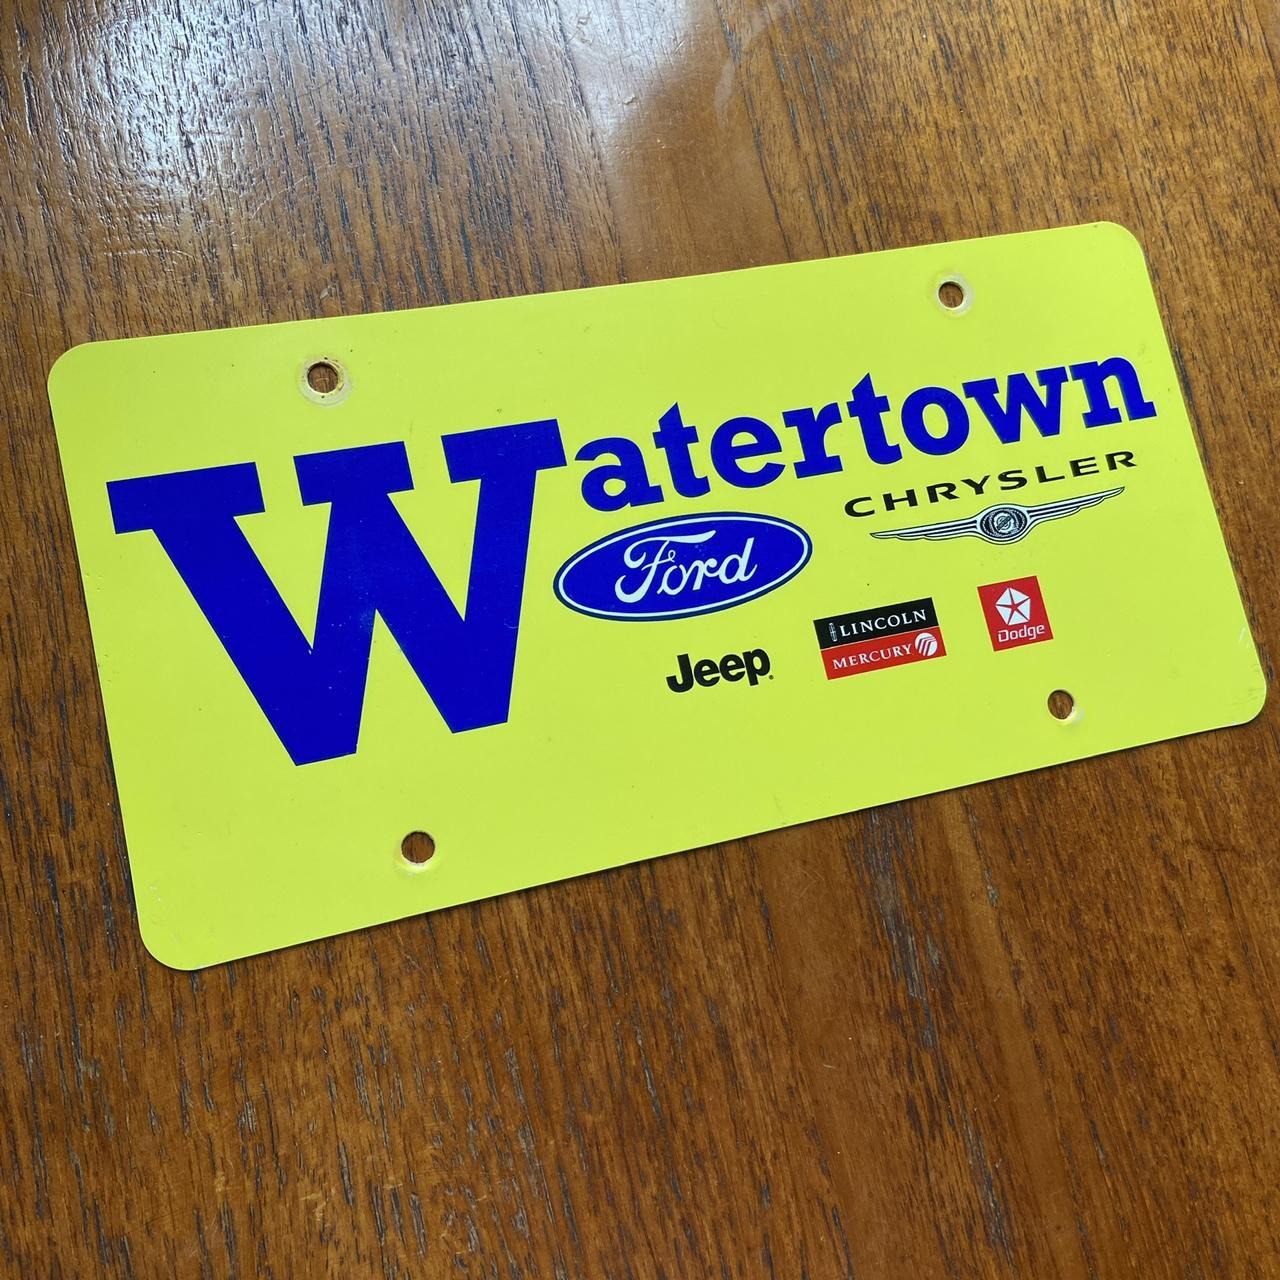 Watertown
Ford
CHRYSLER
Jeep
LINCOLN
MERCURY
Dodge